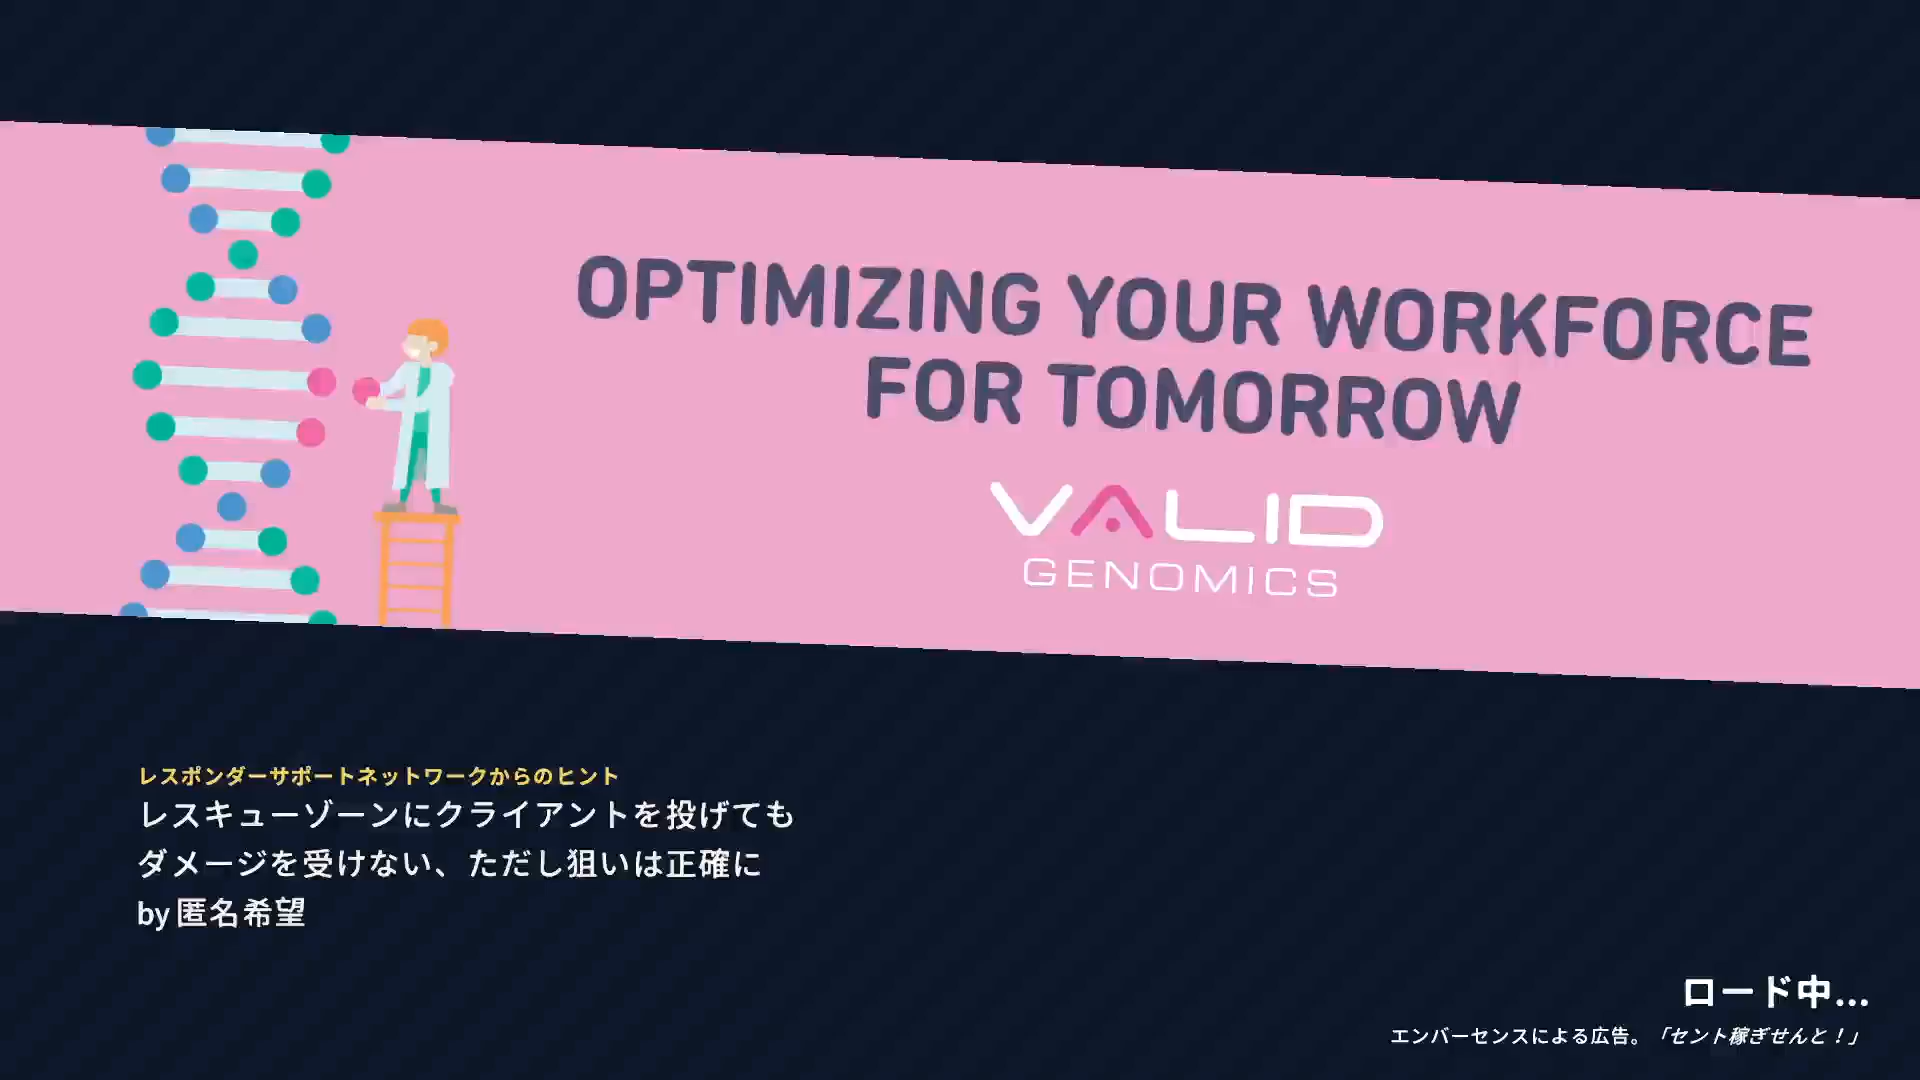 OPTIMIZING YOUR WORKFORCE
FOR TOMORROW
VALID
GENOMICS
レスポンダーサポートネットワークからのヒント
レスキューゾーンにクライアントを投げても
ダメージを受けない、ただし狙いは正確に
by 匿名希望
ロード中...
エンバーセンスによる広告。「セント稼ぎせんと！」